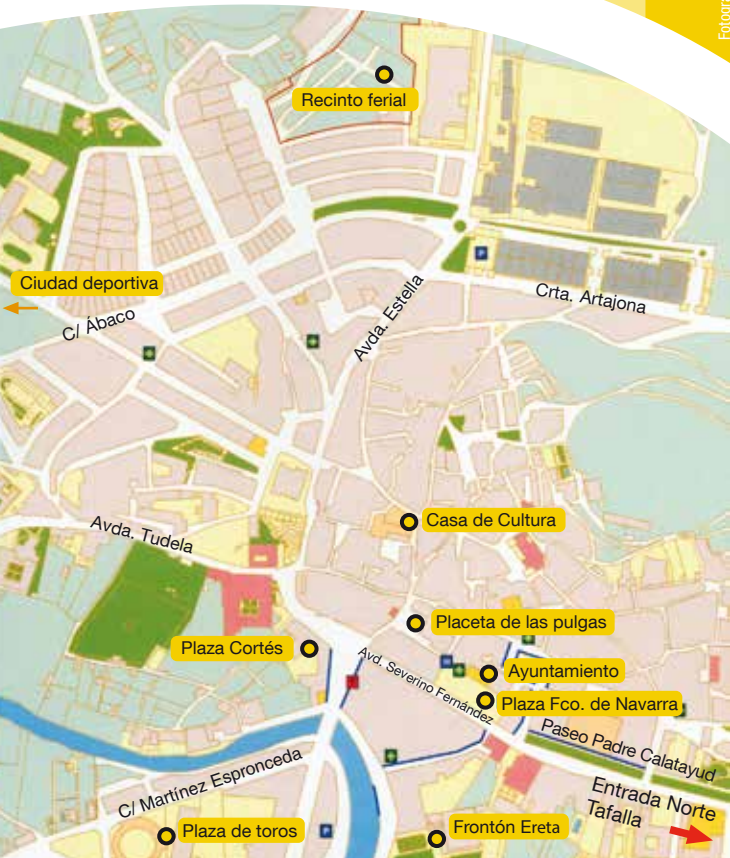 Fotogra
Recinto ferial
Ciudad deportiva
C/ Ábaco
Avda. Estella
Crta. Artajona
P
Casa de Cultura
Avda. Tudela
Placeta de las pulgas
Plaza Cortés
Avd. Severino Fernández
Ayuntamiento
Plaza Fco. de Navarra
Paseo Padre Calatayud
C/ Martínez Espronceda
Entrada Norte
Tafalla
Plaza de toros
P
Frontón Ereta